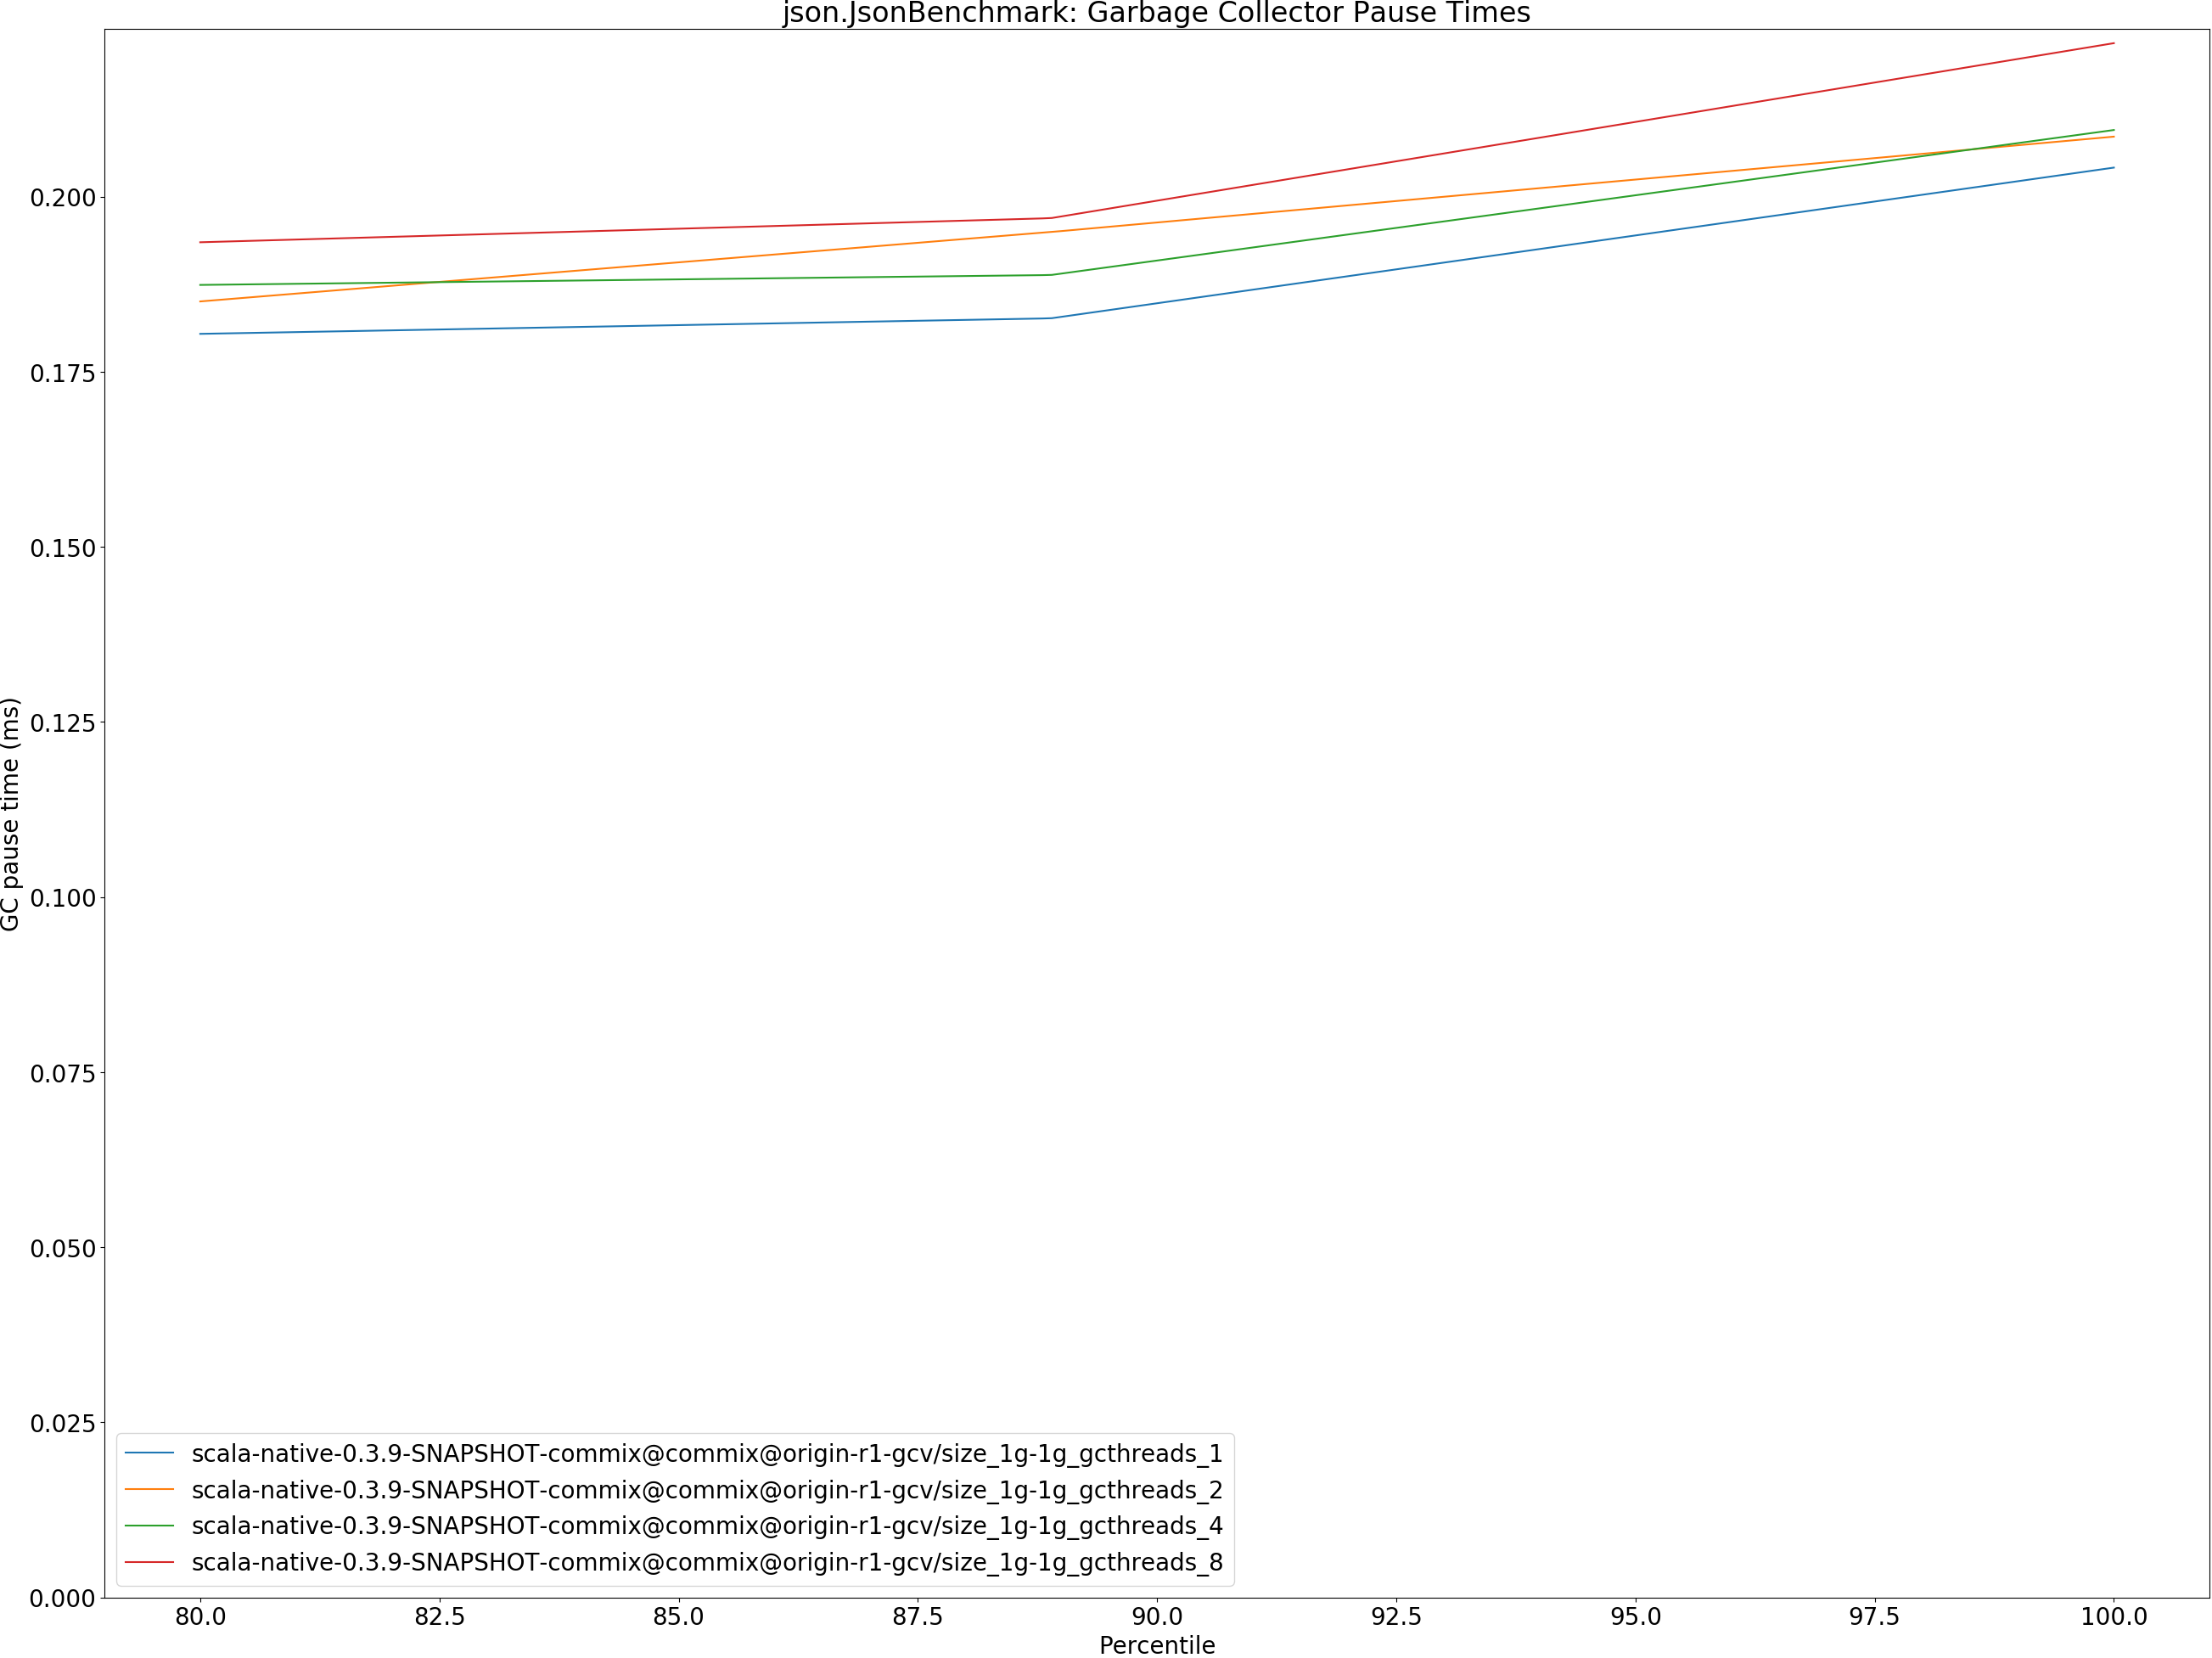 json.JsonBenchmark: Garbage Collector Pause Times
GC pause time (ms)
0.200
0.175
0.150
0.125
0.100
0.075
0.050
0.025
0.000
scala-native-0.3.9-SNAPSHOT-commix@commix@origin-r1-gcv/size_1g-1g_gcthreads_1
scala-native-0.3.9-SNAPSHOT-commix@commix@origin-r1-gcv/size_1g-1g_gcthreads_2
scala-native-0.3.9-SNAPSHOT-commix@commix@origin-r1-gcv/size_1g-1g_gcthreads_4
scala-native-0.3.9-SNAPSHOT-commix@commix@origin-r1-gcv/size_1g-1g_gcthreads_8
80.0 82.5 85.0 87.5 90.0 92.5 95.0 97.5 100.0
Percentile